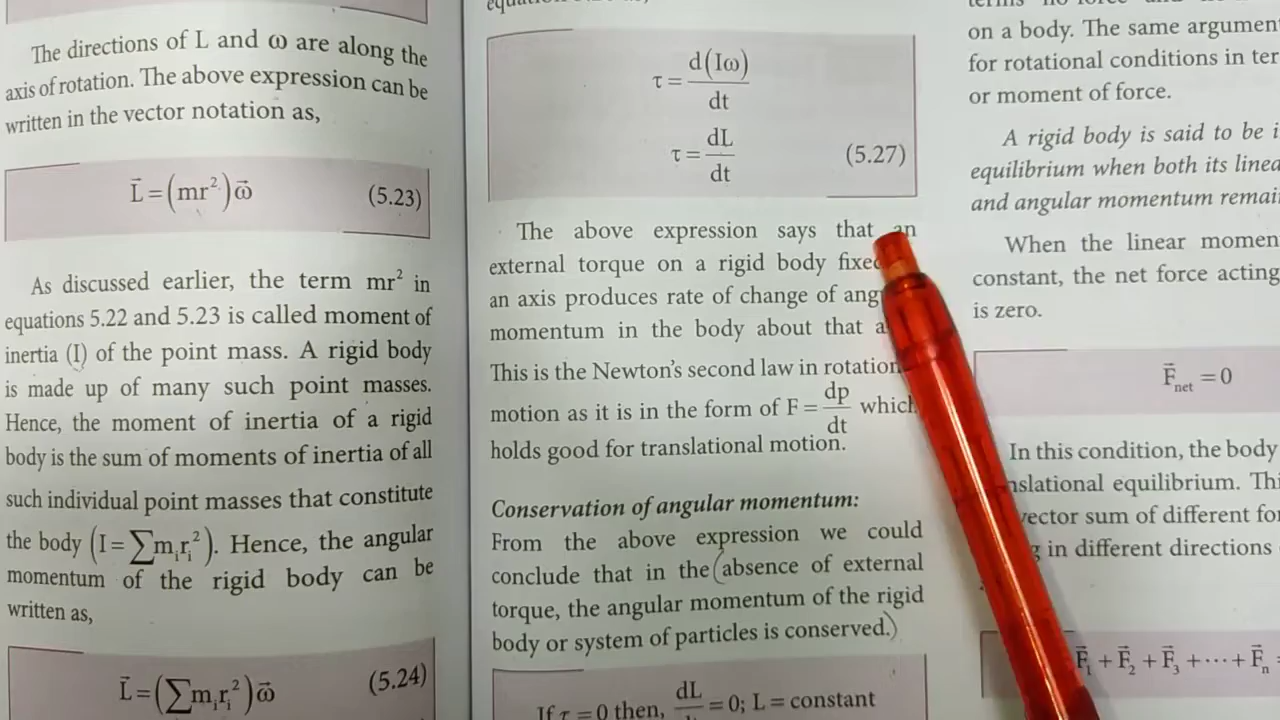 The directions of L and ω are along the
axis of rotation. The above expression can be
written in the vector notation as,
L⃗ = (mr²) ω⃗ (5.23)
As discussed earlier, the term mr² in
equations 5.22 and 5.23 is called moment of
inertia (I) of the point mass. A rigid body
is made up of many such point masses.
Hence, the moment of inertia of a rigid
body is the sum of moments of inertia of all
such individual point masses that constitute
the body (I = ∑mᵢrᵢ²). Hence, the angular
momentum of the rigid body can be
written as,
L⃗ = (∑mᵢrᵢ²) ω⃗ (5.24)
τ = d(Iω)/dt
τ = dL/dt (5.27)
The above expression says that an
external torque on a rigid body fixed
an axis produces rate of change of
momentum in the body about that
This is the Newton's second law in
motion as it is in the form of F = dp/dt which
holds good for translational motion.
Conservation of angular momentum:
From the above expression we could
conclude that in the (absence of external
torque, the angular momentum of the rigid
body or system of particles is conserved.)
If τ = 0 then, dL/dt = 0; L = constant
on a body. The same
for rotational conditions in
or moment of force.
A rigid body is said to be
equilibrium when both its
and angular momentum
When the linear
constant, the net force acting
is zero.
F⃗net = 0
In this condition, the body
equilibrium.
vector sum of different
in different directions
F⃗₁ + F⃗₂ + F⃗₃ + ⋯ + F⃗ₙ =